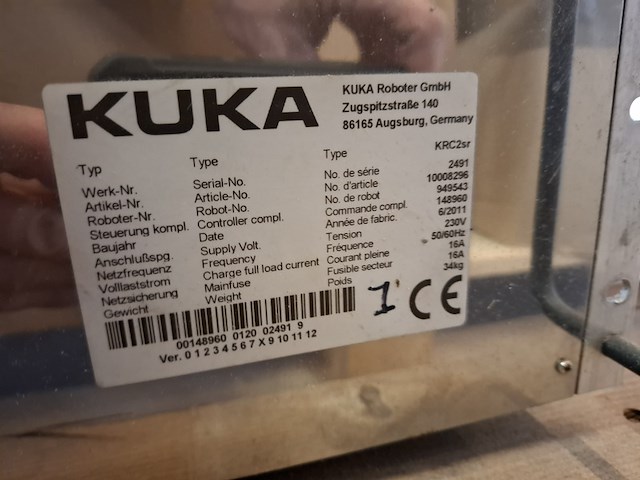 KUKA
KUKA Roboter GmbH
Zugspitzstraße 140
86165 Augsburg, Germany
Typ Type Type KRC2sr
Werk-Nr. Serial-No. No. de série 2491
Artikel-Nr. Article-No. No. d'article 10008296
Roboter-Nr. Robot-No. No. de robot 949543
Steuerung kompl. Controller compl. Commande compl. 148960
Baujahr Date Année de fabric. 6/2011
Anschlußspg. Supply Volt. Tension 230V
Netzfrequenz Frequency Fréquence 50/60Hz
Volllaststrom Charge full load current Courant pleine 16A
Netzsicherung Mainfuse Fusible secteur 16A
Gewicht Weight Poids 34kg
1 CE
00148960 0120 02491 9
Ver. 0 1 2 3 4 5 6 7 X 9 10 11 12